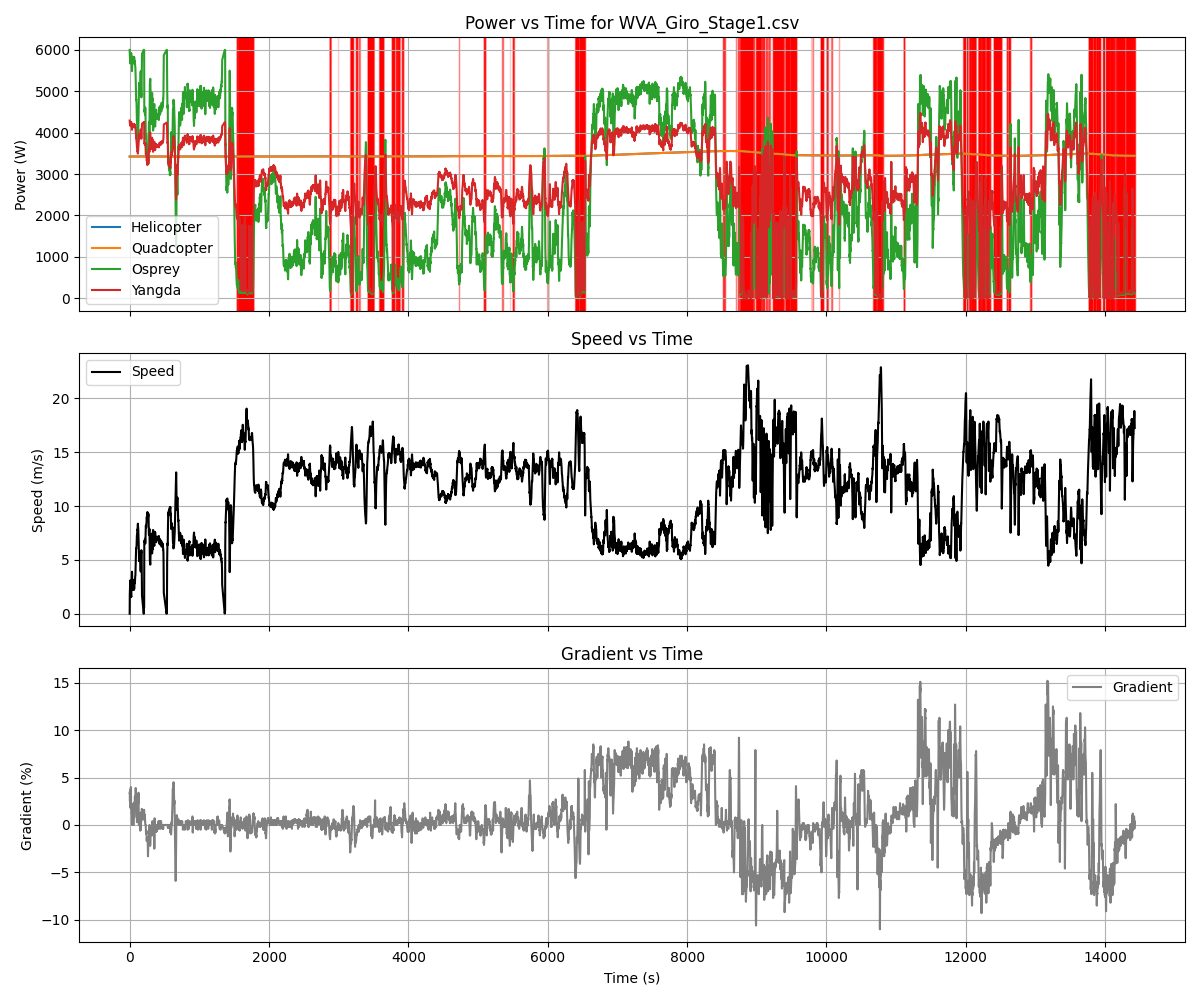 Power vs Time for WVA_Giro_Stage1.csv
6000
5000
4000
3000
2000
1000
0
Power (W)
Helicopter
Quadcopter
Osprey
Yangda
Speed vs Time
20
15
10
5
0
Speed (m/s)
Speed
Gradient vs Time
15
10
5
0
−5
−10
Gradient (%)
Gradient
0 2000 4000 6000 8000 10000 12000 14000
Time (s)